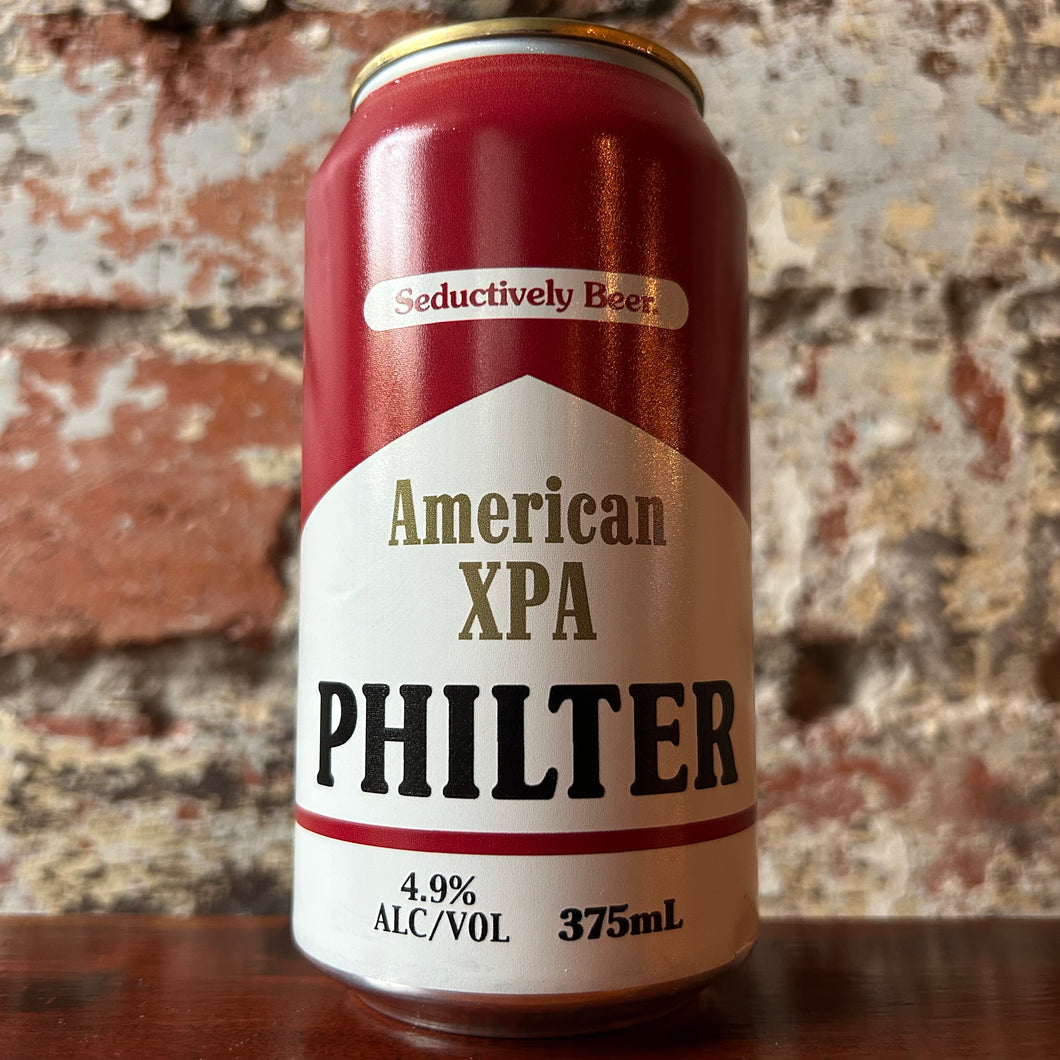 Seductively Beer.
American
XPA
PHILTER
4.9%
ALC/VOL
375mL